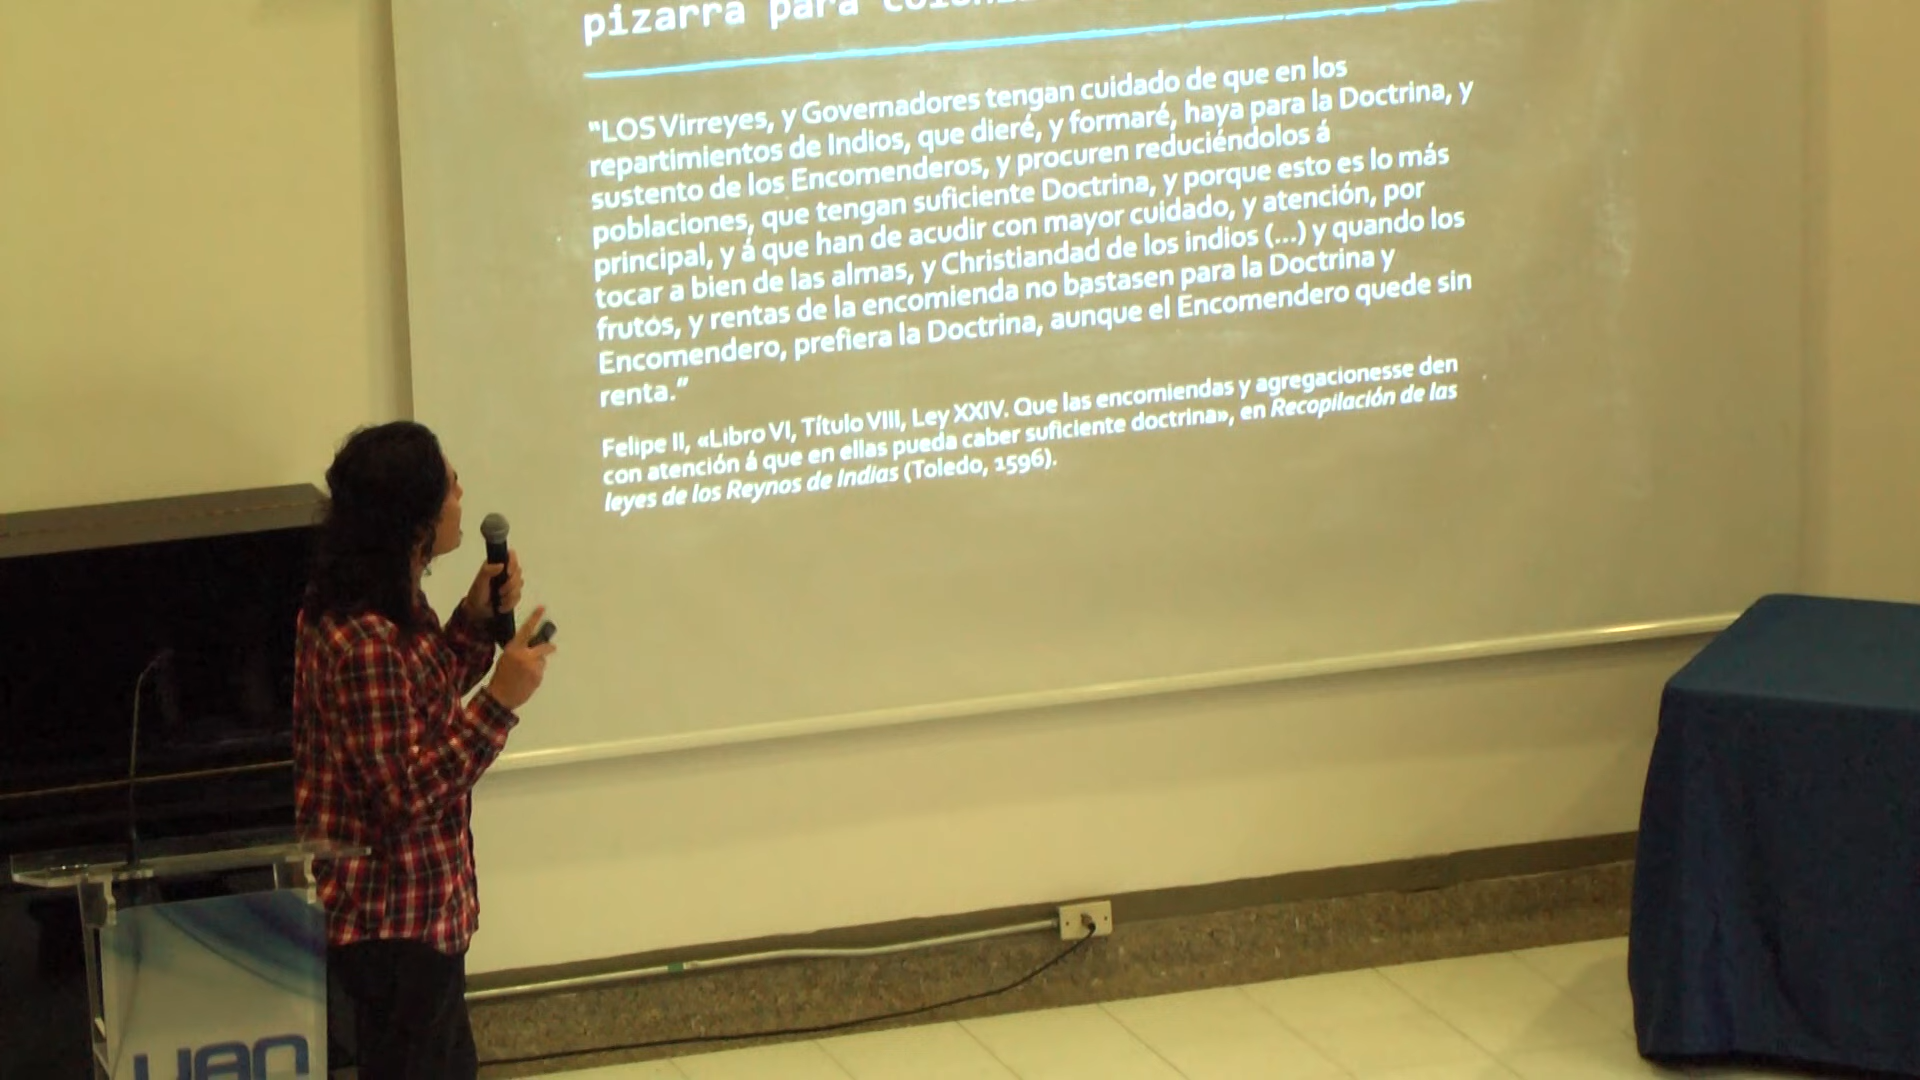 pizarra para
"LOS Virreyes, y Governadores tengan cuidado de que en los
repartimientos de Indios, que dieré, y formaré, haya para la Doctrina, y
sustento de los Encomenderos, y procuren reduciéndolos á
poblaciones, que tengan suficiente Doctrina, y porque esto es lo más
principal, y á que han de acudir con mayor cuidado, y atención, por
tocar a bien de las almas, y Christiandad de los indios (...) y quando los
frutos, y rentas de la encomienda no bastasen para la Doctrina y
Encomendero, prefiera la Doctrina, aunque el Encomendero quede sin
renta."
Felipe II, «Libro VI, Título VIII, Ley XXIV. Que las encomiendas y agregacionesse den
con atención á que en ellas pueda caber suficiente doctrina», en Recopilación de las
leyes de los Reynos de Indias (Toledo, 1596).